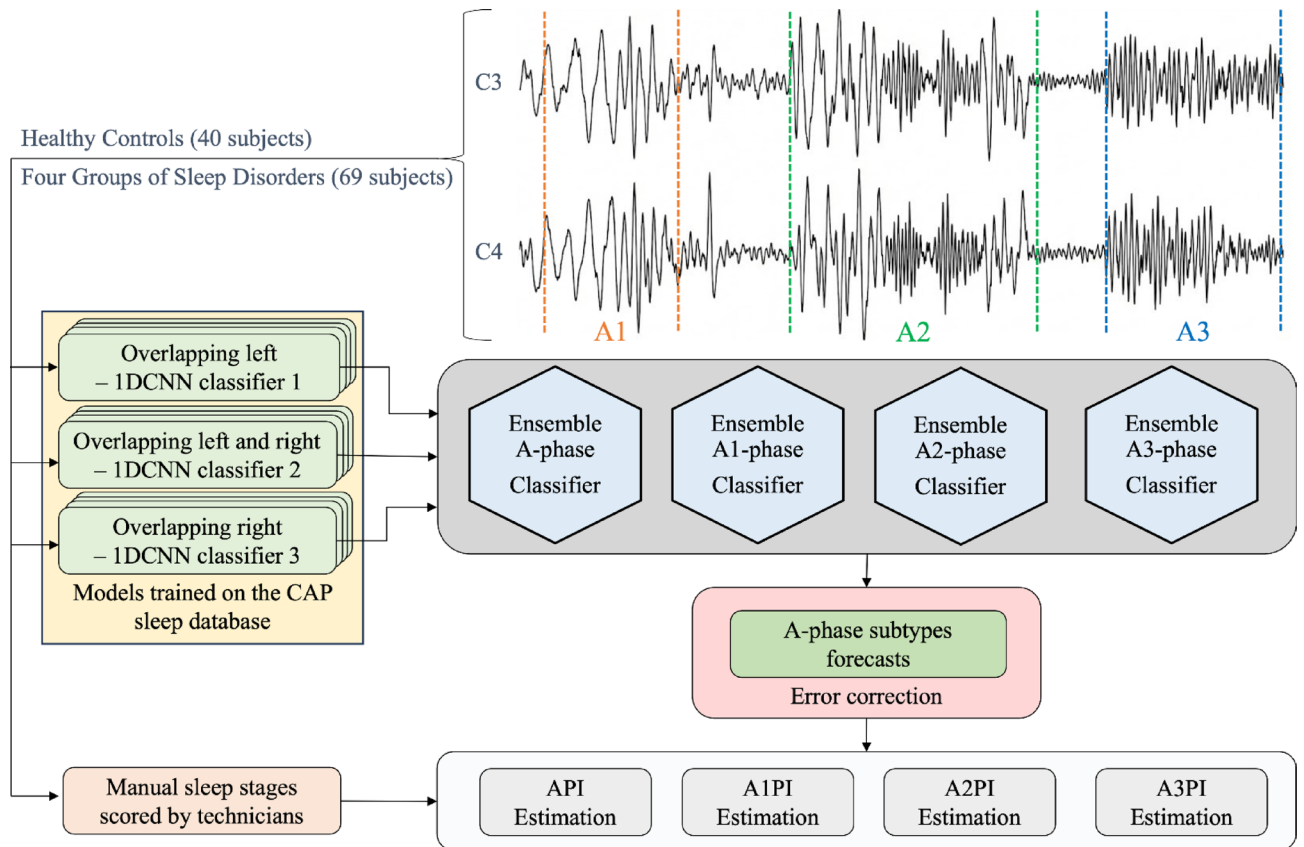 C3
Healthy Controls (40 subjects)
Four Groups of Sleep Disorders (69 subjects)
C4
A1
A2
A3
Overlapping left
– 1DCNN classifier 1
Overlapping left and right
– 1DCNN classifier 2
Overlapping right
– 1DCNN classifier 3
Models trained on the CAP
sleep database
Ensemble
A-phase
Classifier
Ensemble
A1-phase
Classifier
Ensemble
A2-phase
Classifier
Ensemble
A3-phase
Classifier
A-phase subtypes
forecasts
Error correction
Manual sleep stages
scored by technicians
API
Estimation
A1PI
Estimation
A2PI
Estimation
A3PI
Estimation